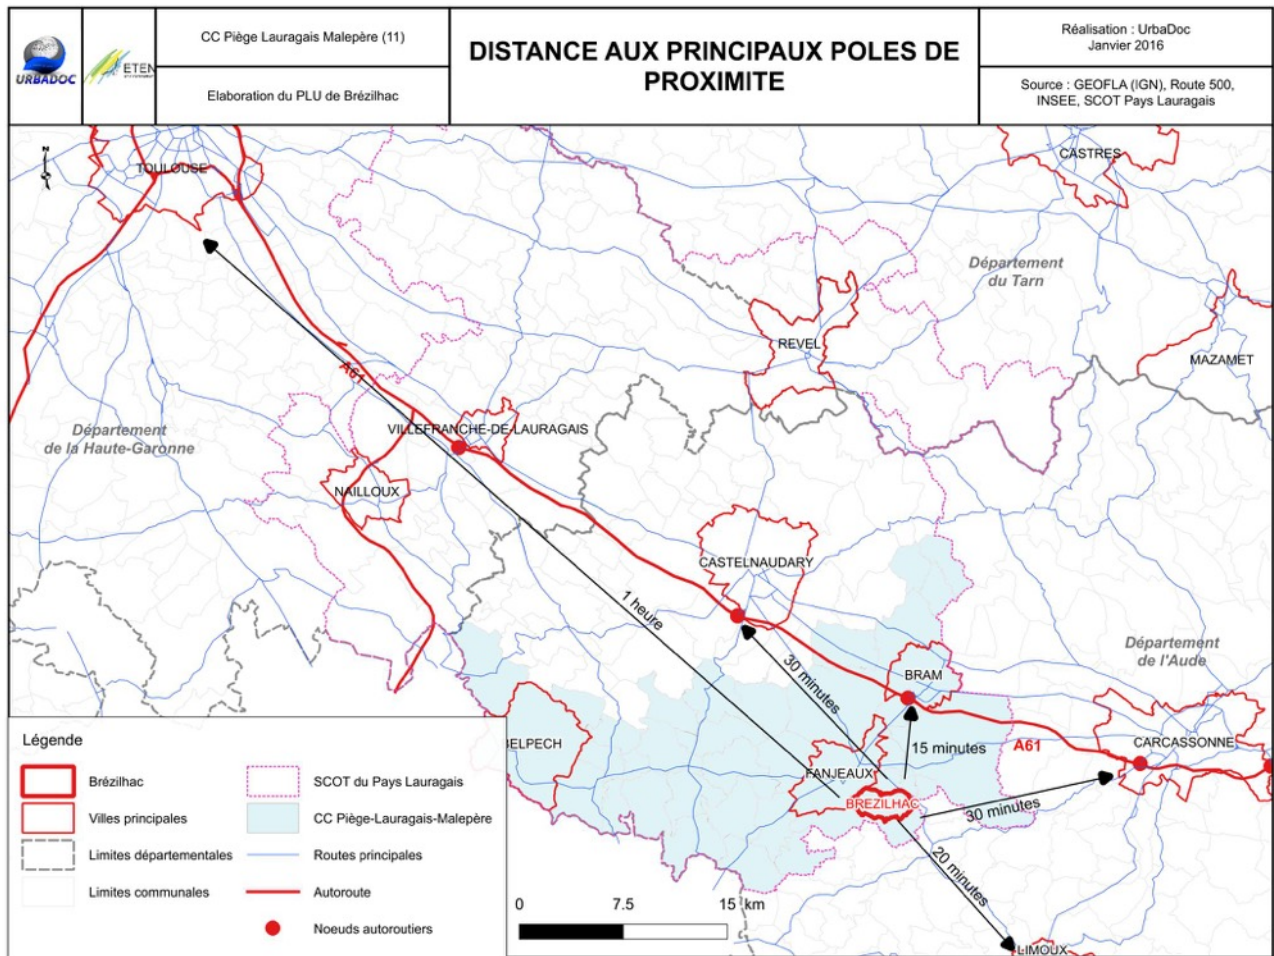 URBADOC
ETEN
CC Piège Lauragais Malepère (11)
Elaboration du PLU de Brézilhac
DISTANCE AUX PRINCIPAUX POLES DE
PROXIMITE
Réalisation : UrbaDoc
Janvier 2016
Source : GEOFLA (IGN), Route 500,
INSEE, SCOT Pays Lauragais
N
TOULOUSE
CASTRES
Département
du Tarn
REVEL
MAZAMET
A61
Département
de la Haute-Garonne
VILLEFRANCHE-DE-LAURAGAIS
NAILLOUX
CASTELNAUDARY
1 heure
30 minutes
Département
de l'Aude
BRAM
BELPECH
15 minutes
A61
CARCASSONNE
FANJEAUX
BREZILHAC
30 minutes
20 minutes
LIMOUX
Légende
Brézilhac
Villes principales
Limites départementales
Limites communales
SCOT du Pays Lauragais
CC Piège-Lauragais-Malepère
Routes principales
Autoroute
Noeuds autoroutiers
0 7.5 15 km